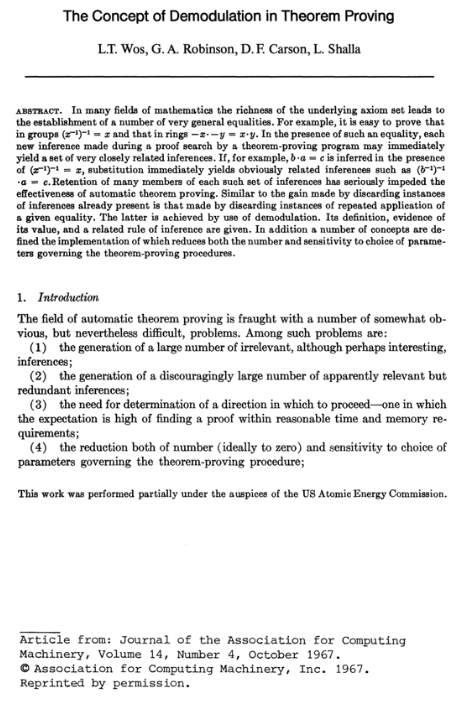 The Concept of Demodulation in Theorem Proving
L.T. Wos, G. A. Robinson, D. F. Carson, L. Shalla
ABSTRACT. In many fields of mathematics the richness of the underlying axiom set leads to
the establishment of a number of very general equalities. For example, it is easy to prove that
in groups (x⁻¹)⁻¹ = x and that in rings −x· −y = x·y. In the presence of such an equality, each
new inference made during a proof search by a theorem-proving program may immediately
yield a set of very closely related inferences. If, for example, b·a = c is inferred in the presence
of (x⁻¹)⁻¹ = x, substitution immediately yields obviously related inferences such as (b⁻¹)⁻¹
·a = c. Retention of many members of each such set of inferences has seriously impeded the
effectiveness of automatic theorem proving. Similar to the gain made by discarding instances
of inferences already present is that made by discarding instances of repeated application of
a given equality. The latter is achieved by use of demodulation. Its definition, evidence of
its value, and a related rule of inference are given. In addition a number of concepts are de-
fined the implementation of which reduces both the number and sensitivity to choice of parame-
ters governing the theorem-proving procedures.
1. Introduction
The field of automatic theorem proving is fraught with a number of somewhat ob-
vious, but nevertheless difficult, problems. Among such problems are:
(1) the generation of a large number of irrelevant, although perhaps interesting,
inferences;
(2) the generation of a discouragingly large number of apparently relevant but
redundant inferences;
(3) the need for determination of a direction in which to proceed—one in which
the expectation is high of finding a proof within reasonable time and memory re-
quirements;
(4) the reduction both of number (ideally to zero) and sensitivity to choice of
parameters governing the theorem-proving procedure;
This work was performed partially under the auspices of the US Atomic Energy Commission.
Article from: Journal of the Association for Computing
Machinery, Volume 14, Number 4, October 1967.
© Association for Computing Machinery, Inc. 1967.
Reprinted by permission.